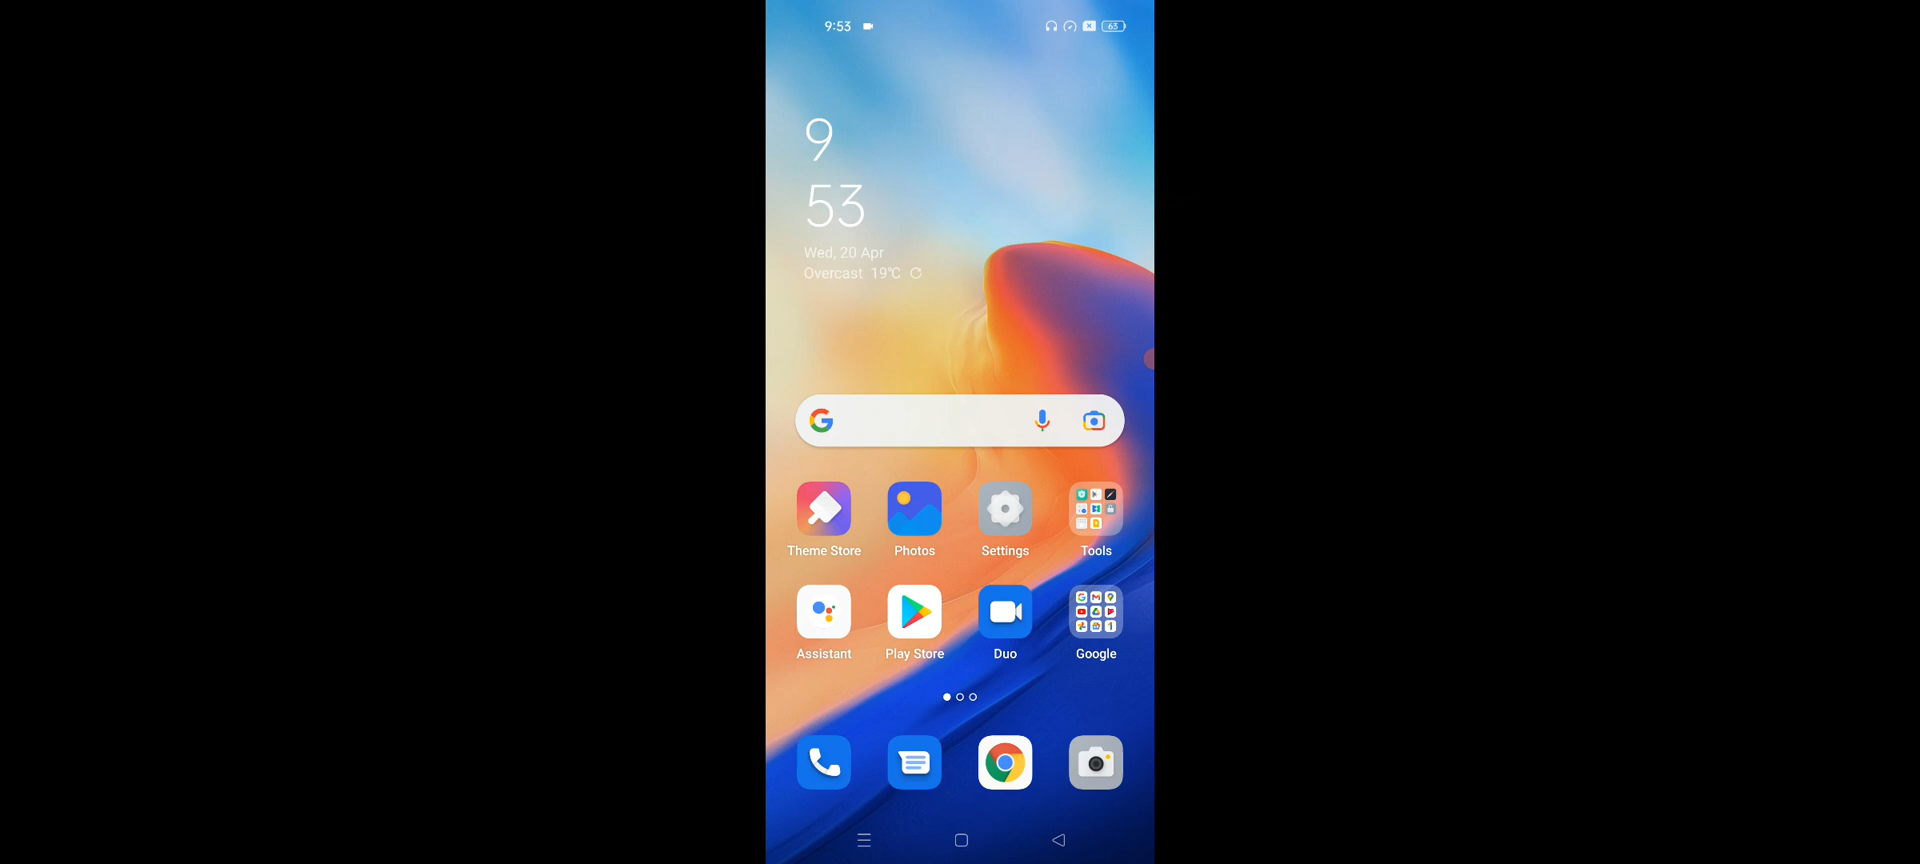 9:53
63
9
53
Wed, 20 Apr
Overcast 19°C
Theme Store
Photos
Settings
Tools
Assistant
Play Store
Duo
Google